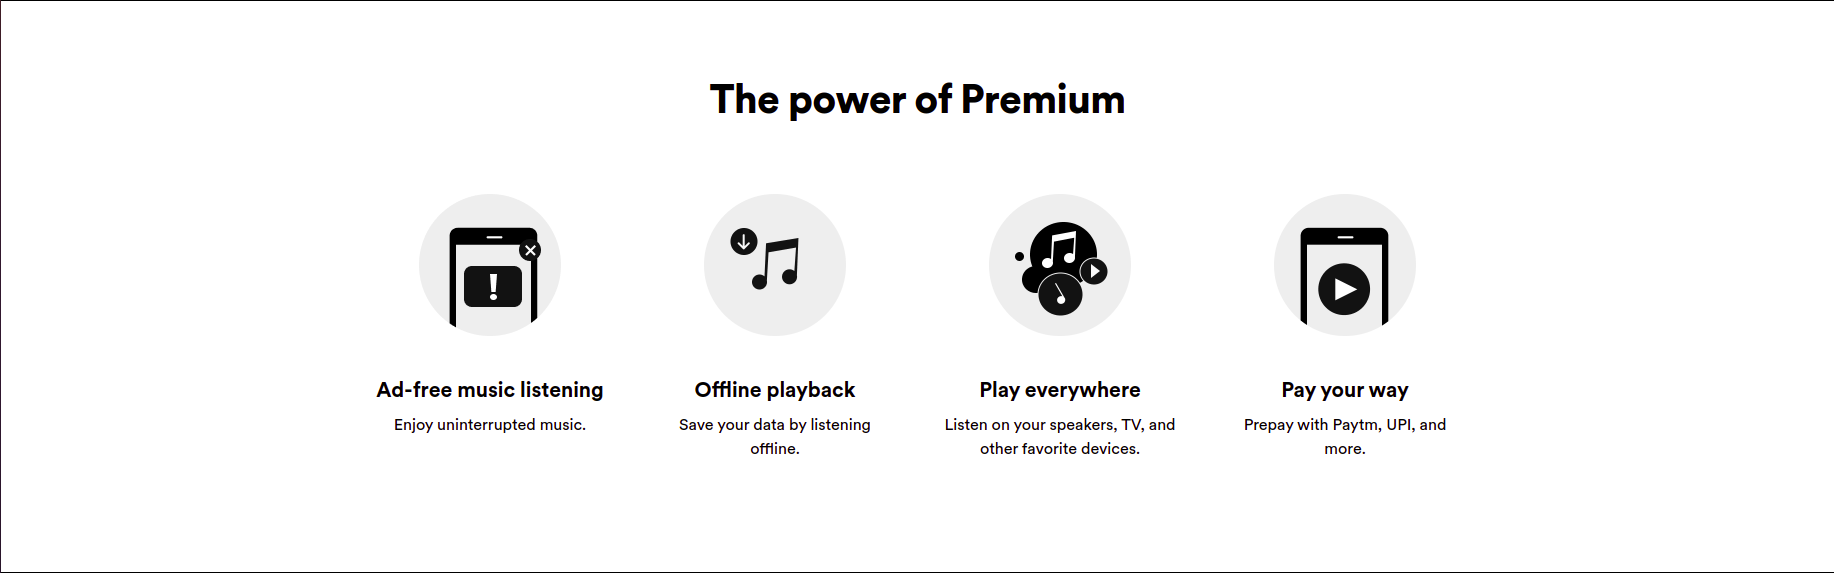 The power of Premium
Ad-free music listening
Enjoy uninterrupted music.
Offline playback
Save your data by listening
offline.
Play everywhere
Listen on your speakers, TV, and
other favorite devices.
Pay your way
Prepay with Paytm, UPI, and
more.